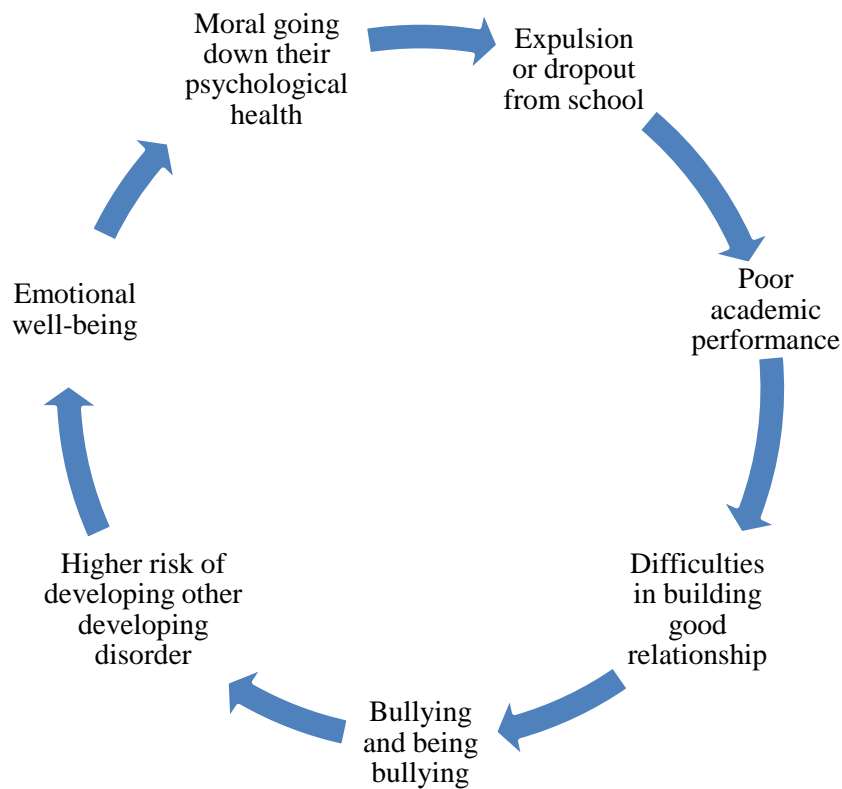 Moral going
down their
psychological
health
Expulsion
or dropout
from school
Poor
academic
performance
Difficulties
in building
good
relationship
Bullying
and being
bullying
Higher risk of
developing other
developing
disorder
Emotional
well-being